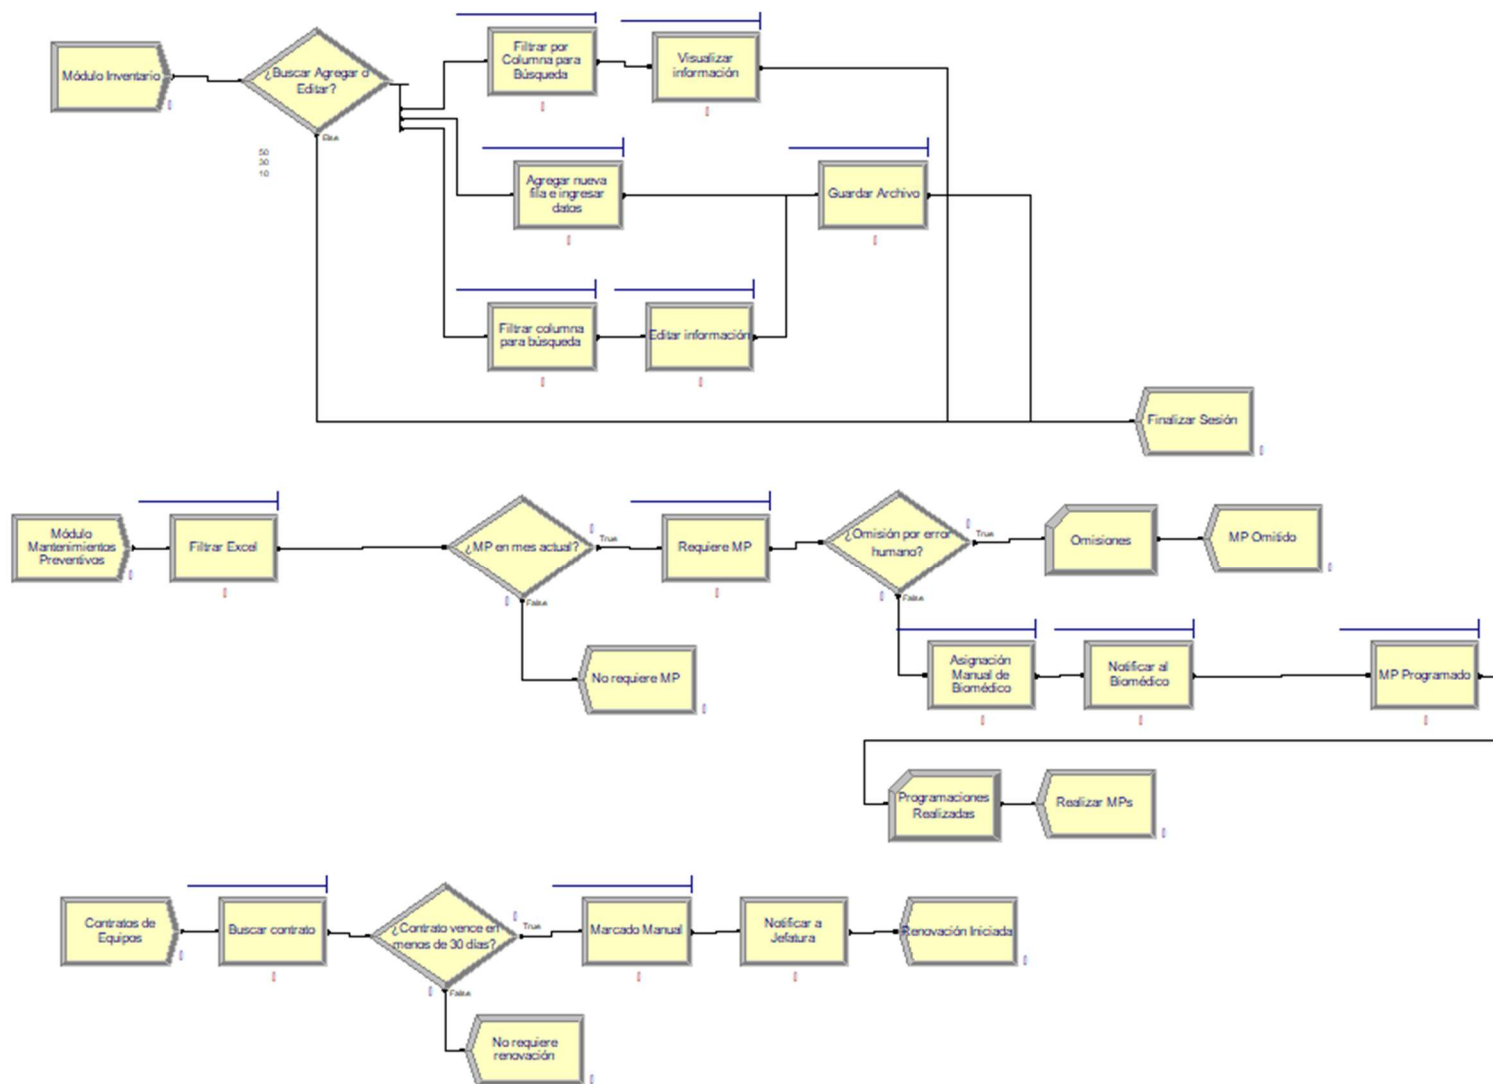 Módulo Inventario
¿Buscar Agregar o
Editar?
Else
50
30
10
Filtrar por
Columna para
Búsqueda
Visualizar
información
Agregar nueva
fila e ingresar
datos
Guardar Archivo
Filtrar columna
para búsqueda
Editar información
Finalizar Sesión
Módulo
Mantenimientos
Preventivos
Filtrar Excel
¿MP en mes actual?
True
False
Requiere MP
¿Omisión por error
humano?
True
False
Omisiones
MP Omitido
No requiere MP
Asignación
Manual de
Biomédico
Notificar al
Biomédico
MP Programado
Programaciones
Realizadas
Realizar MPs
Contratos de
Equipos
Buscar contrato
¿Contrato vence en
menos de 30 días?
True
False
Marcado Manual
Notificar a
Jefatura
Renovación Iniciada
No requiere
renovación